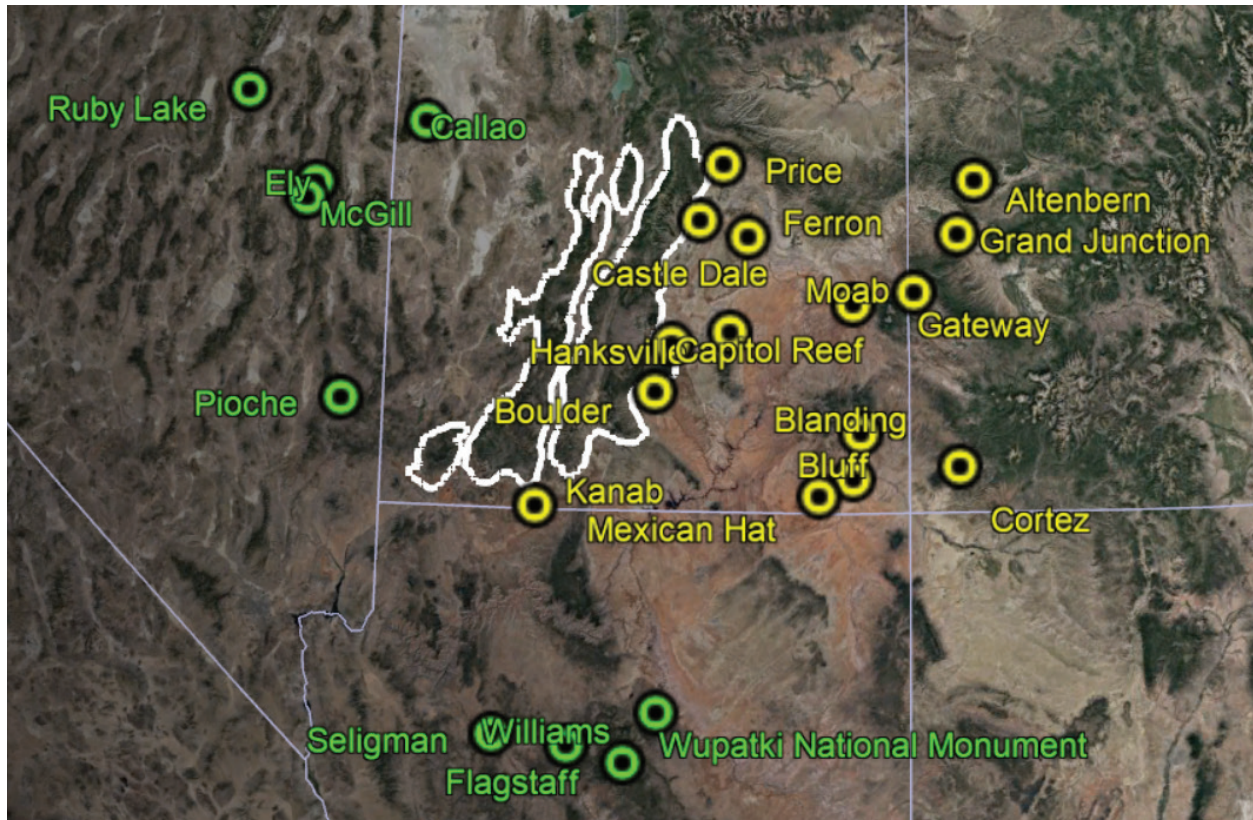 Ruby Lake
Callao
Ely
McGill
Price
Altenbern
Ferron
Grand Junction
Castle Dale
Moab
Gateway
Hanksville
Capitol Reef
Pioche
Boulder
Blanding
Bluff
Kanab
Cortez
Mexican Hat
Seligman
Williams
Wupatki National Monument
Flagstaff